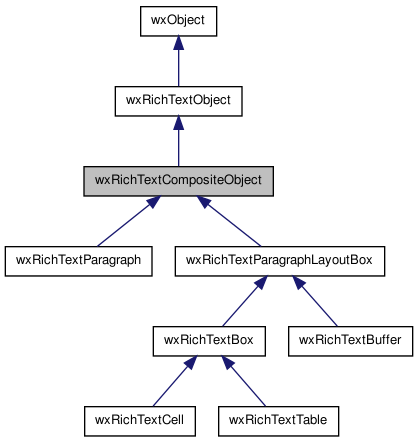 wxObject
wxRichTextObject
wxRichTextCompositeObject
wxRichTextParagraph
wxRichTextParagraphLayoutBox
wxRichTextBox
wxRichTextBuffer
wxRichTextCell
wxRichTextTable